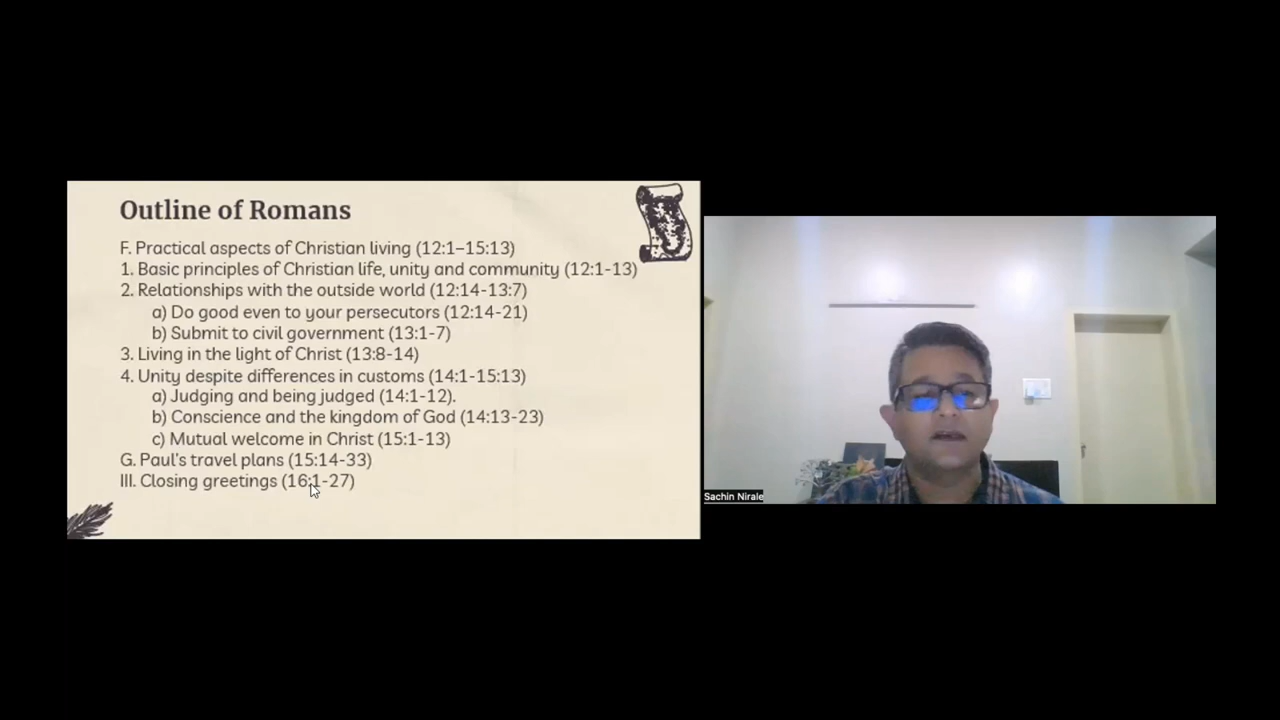 Outline of Romans
F. Practical aspects of Christian living (12:1–15:13)
1. Basic principles of Christian life, unity and community (12:1-13)
2. Relationships with the outside world (12:14-13:7)
a) Do good even to your persecutors (12:14-21)
b) Submit to civil government (13:1-7)
3. Living in the light of Christ (13:8-14)
4. Unity despite differences in customs (14:1-15:13)
a) Judging and being judged (14:1-12).
b) Conscience and the kingdom of God (14:13-23)
c) Mutual welcome in Christ (15:1-13)
G. Paul's travel plans (15:14-33)
III. Closing greetings (16:1-27)
Sachin Nirale